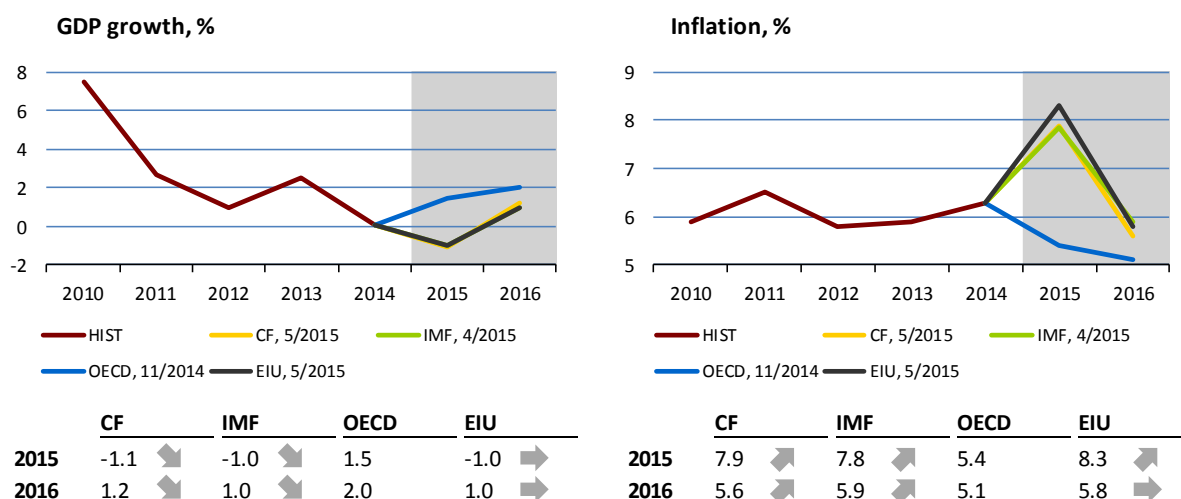 GDP growth, %
8
6
4
2
0
-2
2010 2011 2012 2013 2014 2015 2016
HIST CF, 5/2015 IMF, 4/2015
OECD, 11/2014 EIU, 5/2015
CF IMF OECD EIU
2015 -1.1 -1.0 1.5 -1.0
2016 1.2 1.0 2.0 1.0
Inflation, %
9
8
7
6
5
2010 2011 2012 2013 2014 2015 2016
HIST CF, 5/2015 IMF, 4/2015
OECD, 11/2014 EIU, 5/2015
CF IMF OECD EIU
2015 7.9 7.8 5.4 8.3
2016 5.6 5.9 5.1 5.8